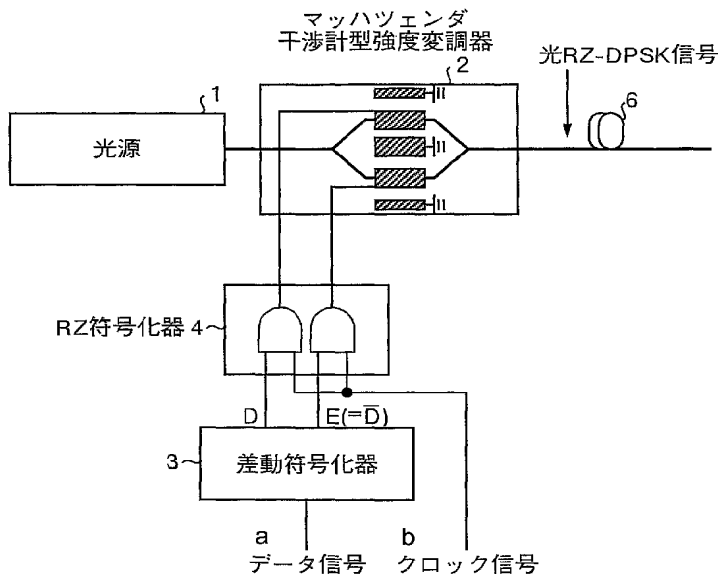 マッハツェンダ
干渉計型強度変調器
2
光RZ-DPSK信号
1
6
光源
RZ符号化器 4
D
E(=D̅)
3
差動符号化器
a
b
データ信号
クロック信号